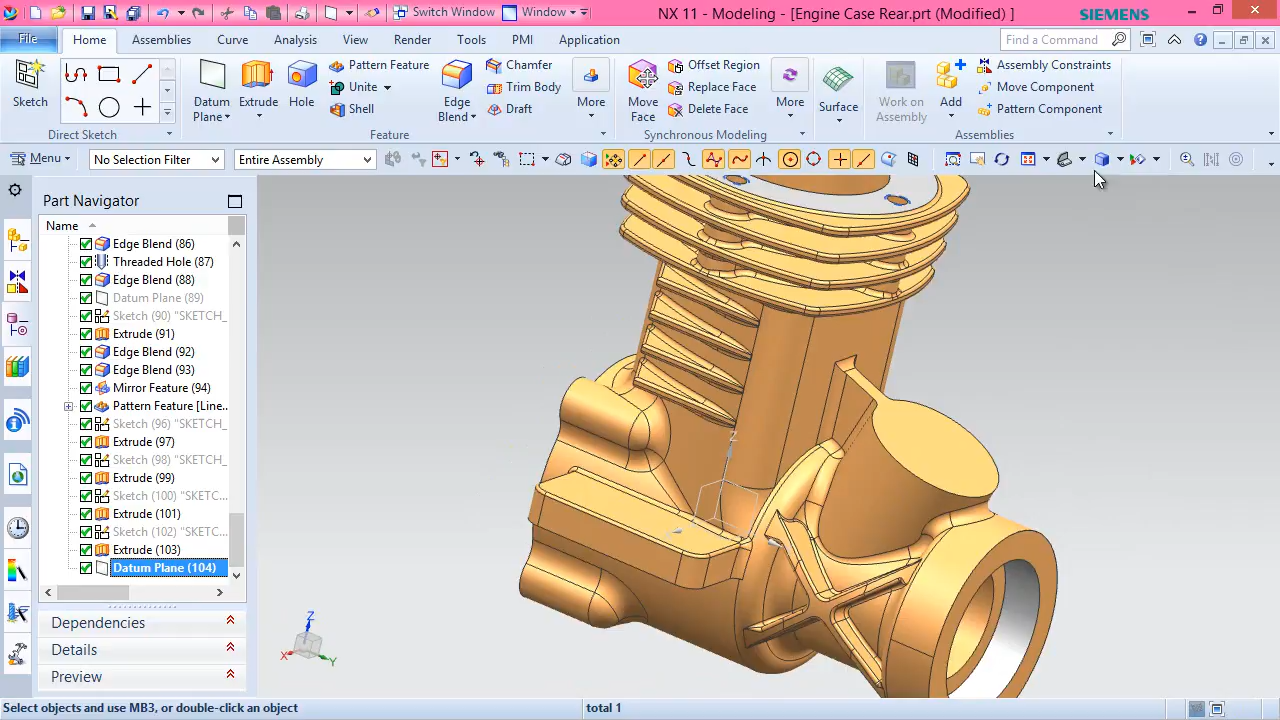 Switch Window
Window
NX 11 - Modeling - [Engine Case Rear.prt (Modified) ]
SIEMENS
File
Home
Assemblies
Curve
Analysis
View
Render
Tools
PMI
Application
Find a Command
Sketch
Direct Sketch
Datum
Plane
Extrude
Hole
Pattern Feature
Unite
Shell
Edge
Blend
Chamfer
Trim Body
Draft
More
Feature
Move
Face
Offset Region
Replace Face
Delete Face
More
Synchronous Modeling
Surface
Work on
Assembly
Add
Assembly Constraints
Move Component
Pattern Component
Assemblies
Menu
No Selection Filter
Entire Assembly
Part Navigator
Name
Edge Blend (86)
Threaded Hole (87)
Edge Blend (88)
Datum Plane (89)
Sketch (90) "SKETCH_
Extrude (91)
Edge Blend (92)
Edge Blend (93)
Mirror Feature (94)
Pattern Feature [Line..
Sketch (96) "SKETCH_
Extrude (97)
Sketch (98) "SKETCH_
Extrude (99)
Sketch (100) "SKETC...
Extrude (101)
Sketch (102) "SKETC...
Extrude (103)
Datum Plane (104)
Dependencies
Details
Preview
Z
Z
X
Y
Select objects and use MB3, or double-click an object
total 1